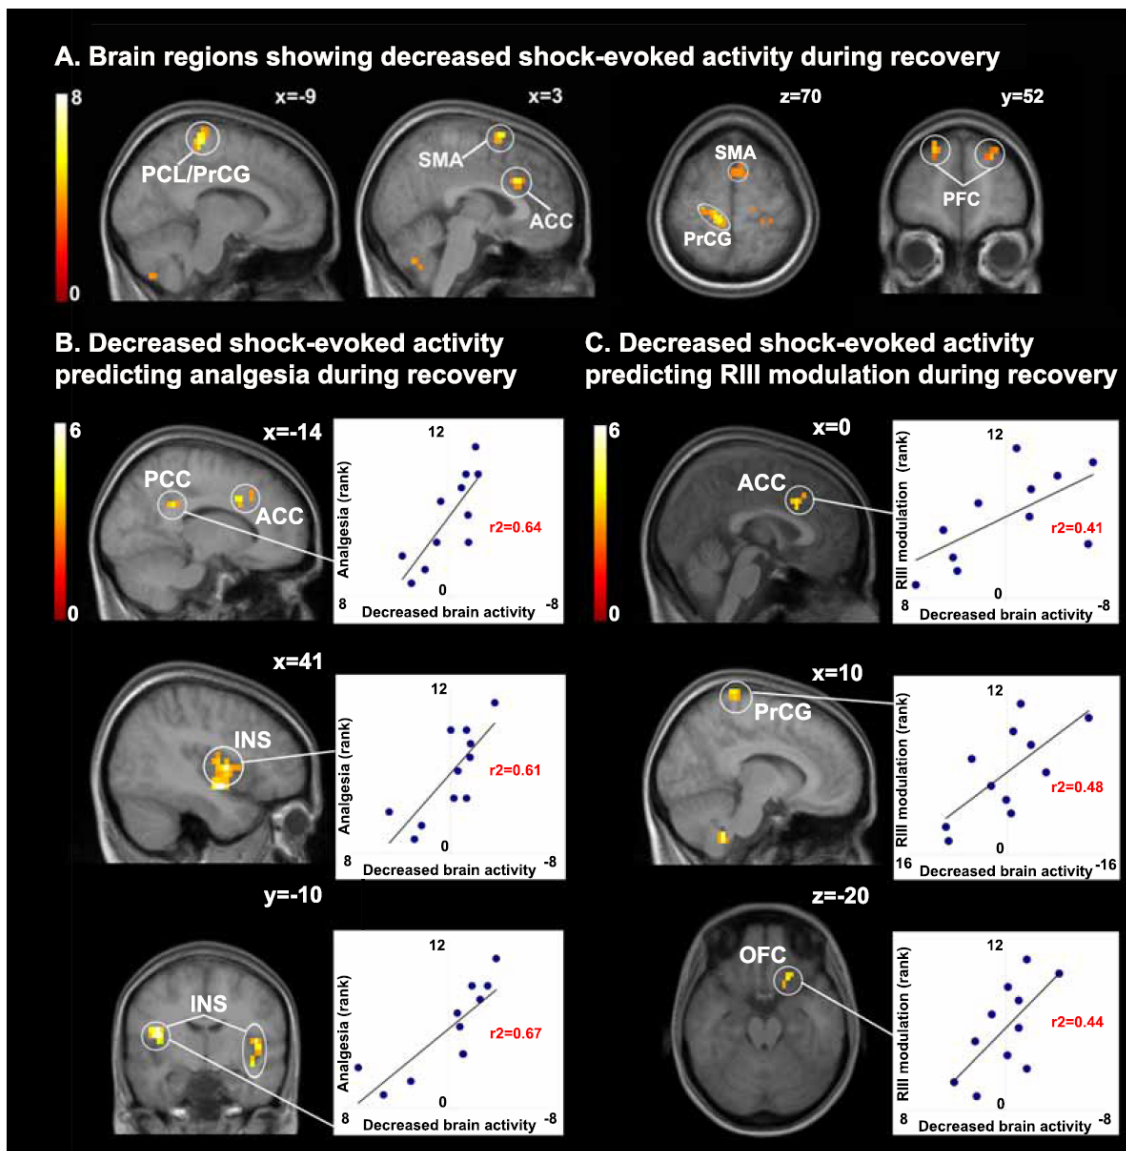 A. Brain regions showing decreased shock-evoked activity during recovery
8
0
x=-9
PCL/PrCG
x=3
SMA
ACC
z=70
SMA
PrCG
y=52
PFC
B. Decreased shock-evoked activity
predicting analgesia during recovery
6
0
x=-14
PCC
ACC
12
Analgesia (rank)
r2=0.64
0
8
-8
Decreased brain activity
x=41
INS
12
Analgesia (rank)
r2=0.61
0
8
-8
Decreased brain activity
y=-10
INS
12
Analgesia (rank)
r2=0.67
0
8
-8
Decreased brain activity
C. Decreased shock-evoked activity
predicting RIII modulation during recovery
6
0
x=0
ACC
12
RIII modulation (rank)
r2=0.41
0
8
-8
Decreased brain activity
x=10
PrCG
12
RIII modulation (rank)
r2=0.48
0
16
-16
Decreased brain activity
z=-20
OFC
12
RIII modulation (rank)
r2=0.44
0
8
-8
Decreased brain activity